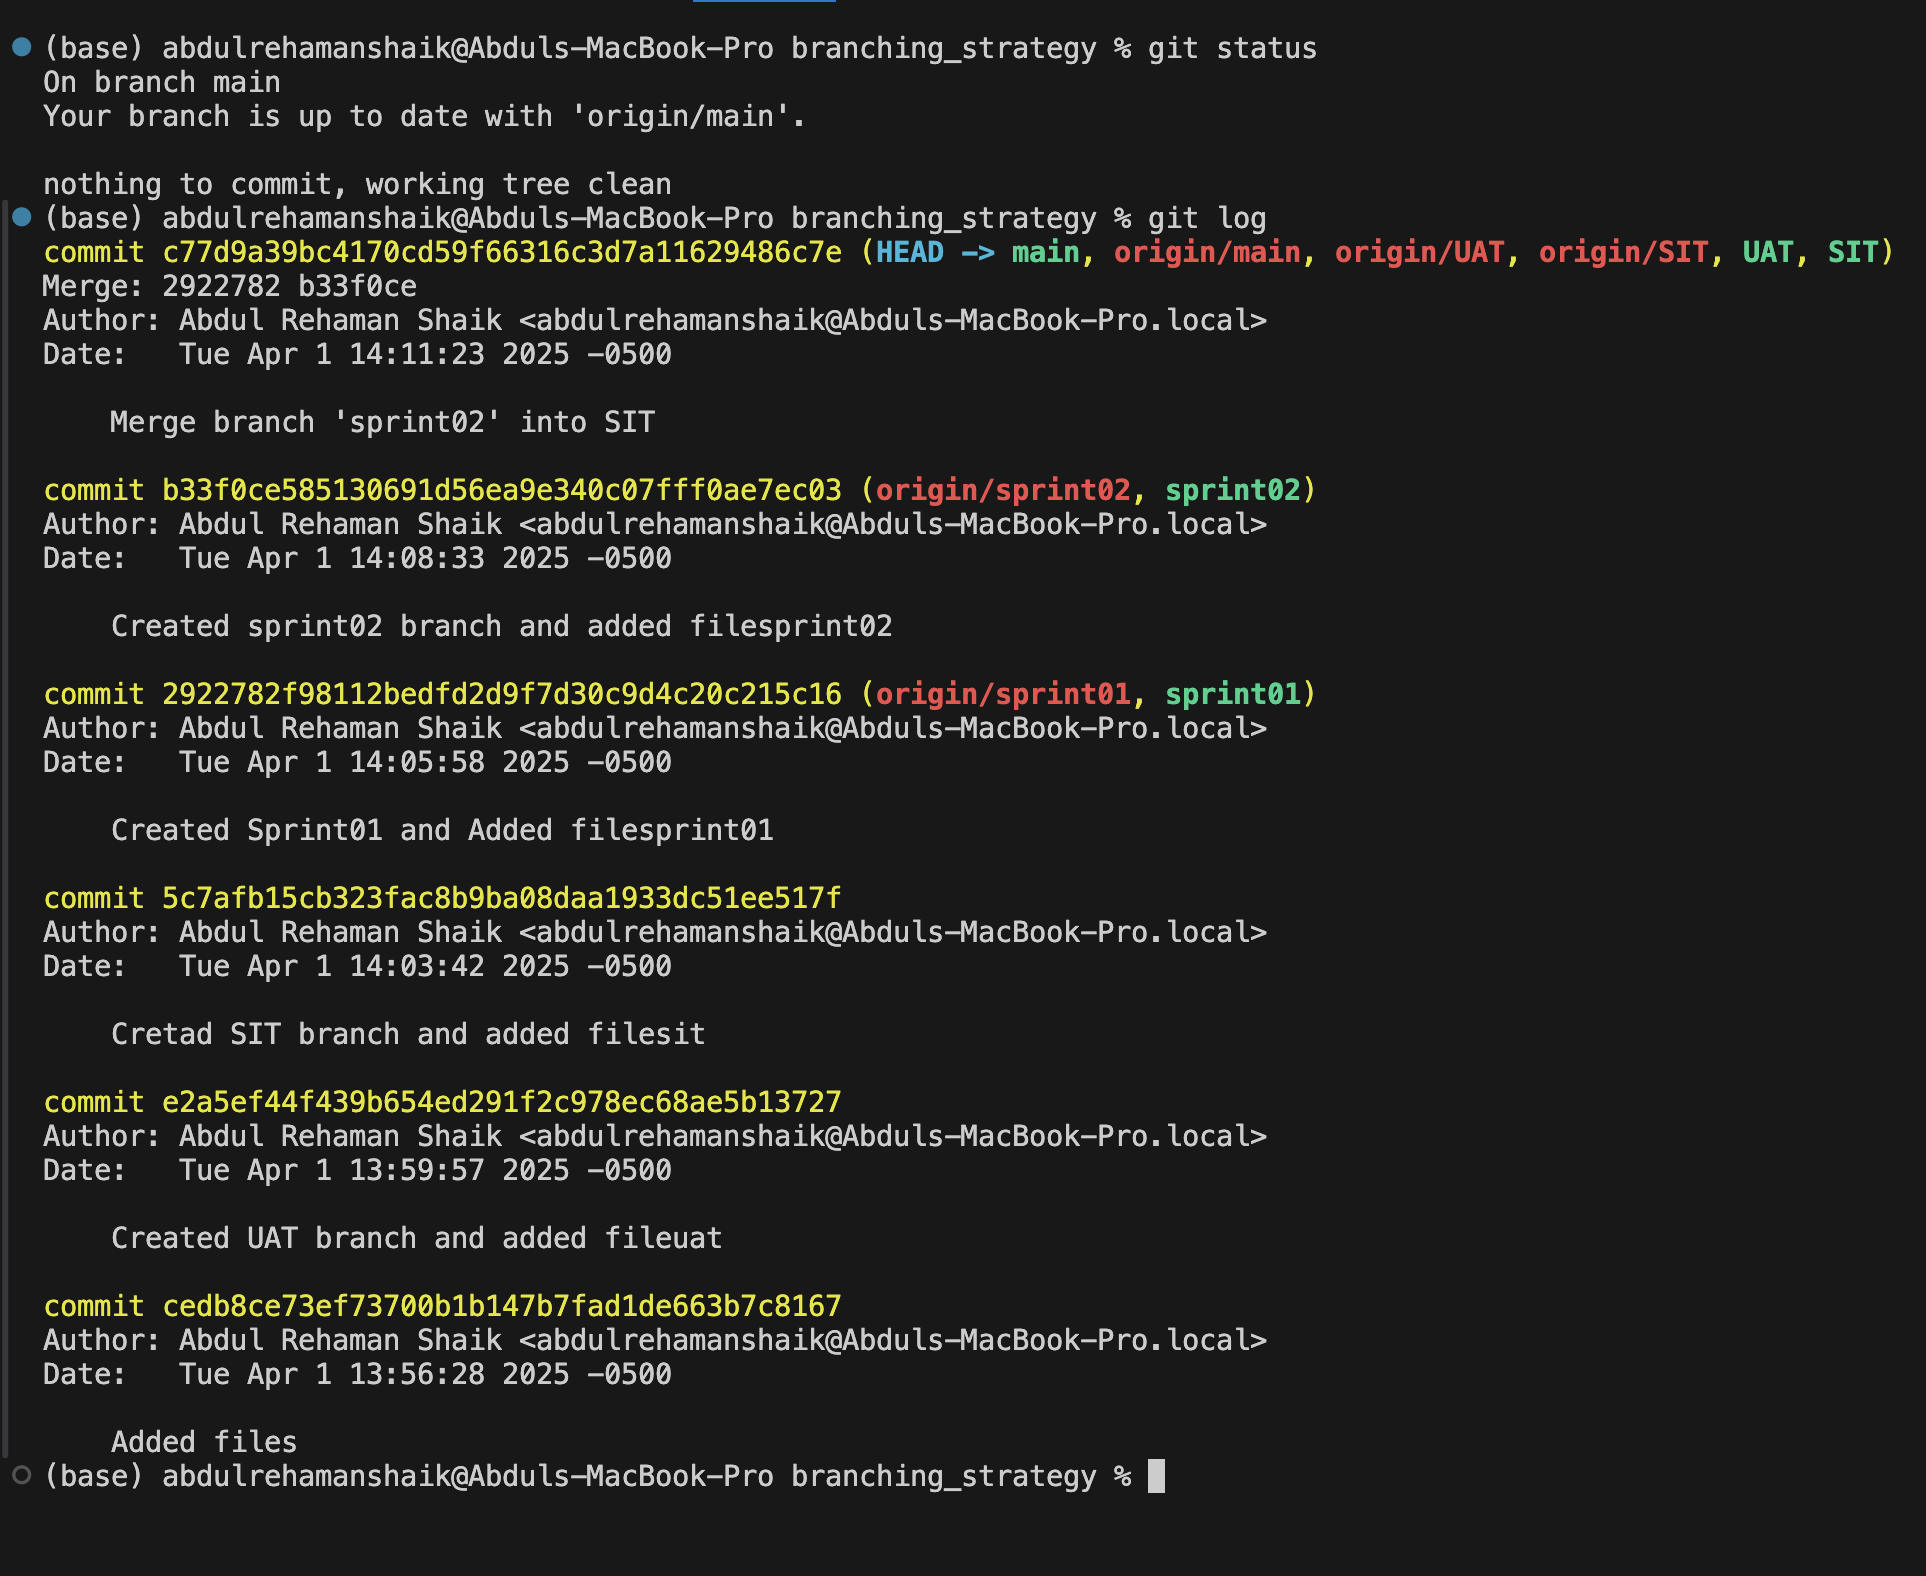 (base) abdulrehamanshaik@Abduls-MacBook-Pro branching_strategy % git status
On branch main
Your branch is up to date with 'origin/main'.
nothing to commit, working tree clean
(base) abdulrehamanshaik@Abduls-MacBook-Pro branching_strategy % git log
commit c77d9a39bc4170cd59f66316c3d7a11629486c7e (HEAD -> main, origin/main, origin/UAT, origin/SIT, UAT, SIT)
Merge: 2922782 b33f0ce
Author: Abdul Rehaman Shaik <abdulrehamanshaik@Abduls-MacBook-Pro.local>
Date:   Tue Apr 1 14:11:23 2025 -0500
    Merge branch 'sprint02' into SIT
commit b33f0ce585130691d56ea9e340c07fff0ae7ec03 (origin/sprint02, sprint02)
Author: Abdul Rehaman Shaik <abdulrehamanshaik@Abduls-MacBook-Pro.local>
Date:   Tue Apr 1 14:08:33 2025 -0500
    Created sprint02 branch and added filesprint02
commit 2922782f98112bedfd2d9f7d30c9d4c20c215c16 (origin/sprint01, sprint01)
Author: Abdul Rehaman Shaik <abdulrehamanshaik@Abduls-MacBook-Pro.local>
Date:   Tue Apr 1 14:05:58 2025 -0500
    Created Sprint01 and Added filesprint01
commit 5c7afb15cb323fac8b9ba08daa1933dc51ee517f
Author: Abdul Rehaman Shaik <abdulrehamanshaik@Abduls-MacBook-Pro.local>
Date:   Tue Apr 1 14:03:42 2025 -0500
    Cretad SIT branch and added filesit
commit e2a5ef44f439b654ed291f2c978ec68ae5b13727
Author: Abdul Rehaman Shaik <abdulrehamanshaik@Abduls-MacBook-Pro.local>
Date:   Tue Apr 1 13:59:57 2025 -0500
    Created UAT branch and added fileuat
commit cedb8ce73ef73700b1b147b7fad1de663b7c8167
Author: Abdul Rehaman Shaik <abdulrehamanshaik@Abduls-MacBook-Pro.local>
Date:   Tue Apr 1 13:56:28 2025 -0500
    Added files
(base) abdulrehamanshaik@Abduls-MacBook-Pro branching_strategy %